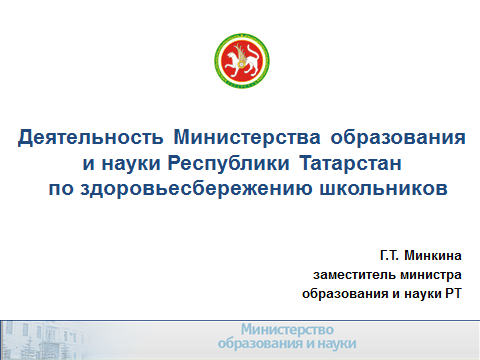 Деятельность Министерства образования
и науки Республики Татарстан
по здоровьесбережению школьников
Г.Т. Минкина
заместитель министра
образования и науки РТ
Министерство
образования и науки